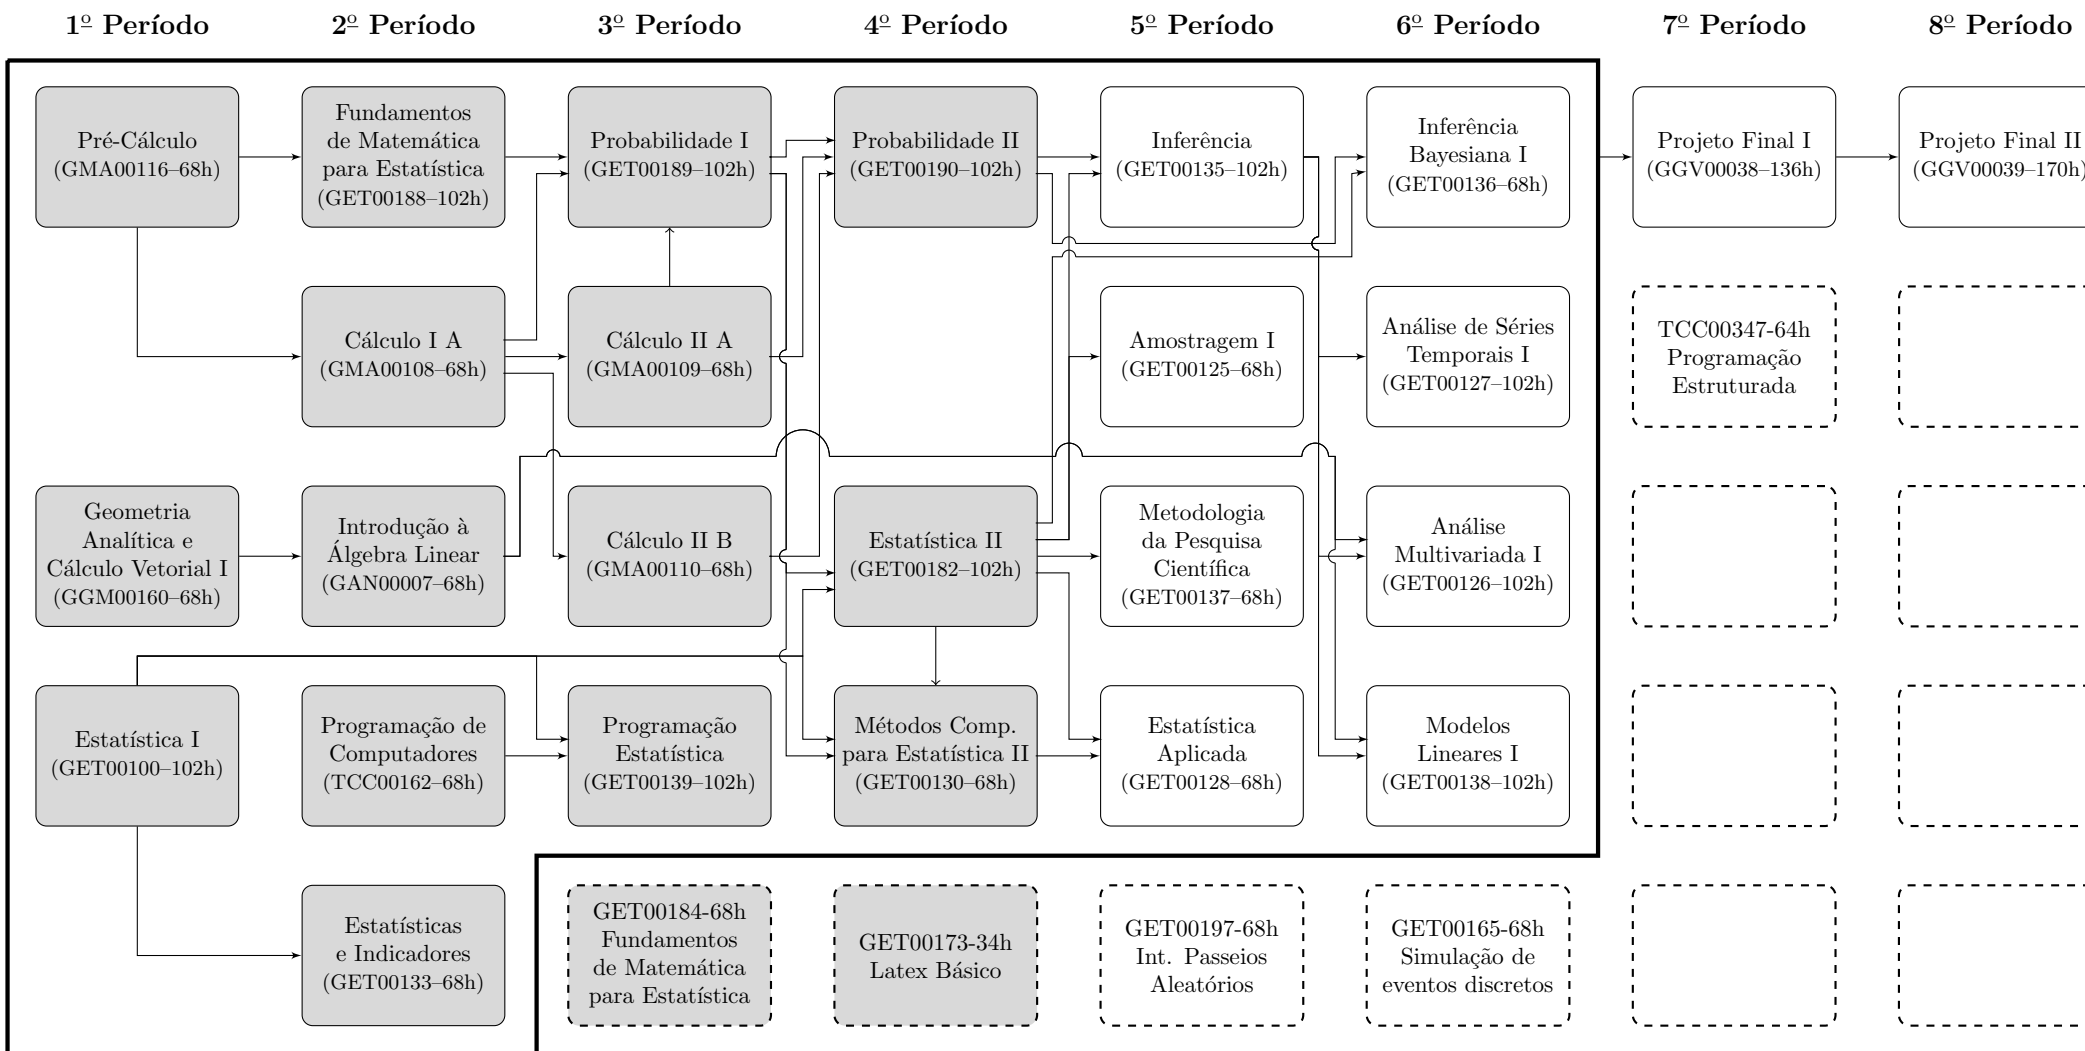 1º Período
2º Período
3º Período
4º Período
5º Período
6º Período
7º Período
8º Período
Pré-Cálculo
(GMA00116–68h)
Fundamentos
de Matemática
para Estatística
(GET00188–102h)
Probabilidade I
(GET00189–102h)
Probabilidade II
(GET00190–102h)
Inferência
(GET00135–102h)
Inferência
Bayesiana I
(GET00136–68h)
Projeto Final I
(GGV00038–136h)
Projeto Final II
(GGV00039–170h)
Cálculo I A
(GMA00108–68h)
Cálculo II A
(GMA00109–68h)
Amostragem I
(GET00125–68h)
Análise de Séries
Temporais I
(GET00127–102h)
TCC00347-64h
Programação
Estruturada
Geometria
Analítica e
Cálculo Vetorial I
(GGM00160–68h)
Introdução à
Álgebra Linear
(GAN00007–68h)
Cálculo II B
(GMA00110–68h)
Estatística II
(GET00182–102h)
Metodologia
da Pesquisa
Científica
(GET00137–68h)
Análise
Multivariada I
(GET00126–102h)
Estatística I
(GET00100–102h)
Programação de
Computadores
(TCC00162–68h)
Programação
Estatística
(GET00139–102h)
Métodos Comp.
para Estatística II
(GET00130–68h)
Estatística
Aplicada
(GET00128–68h)
Modelos
Lineares I
(GET00138–102h)
Estatísticas
e Indicadores
(GET00133–68h)
GET00184-68h
Fundamentos
de Matemática
para Estatística
GET00173-34h
Latex Básico
GET00197-68h
Int. Passeios
Aleatórios
GET00165-68h
Simulação de
eventos discretos